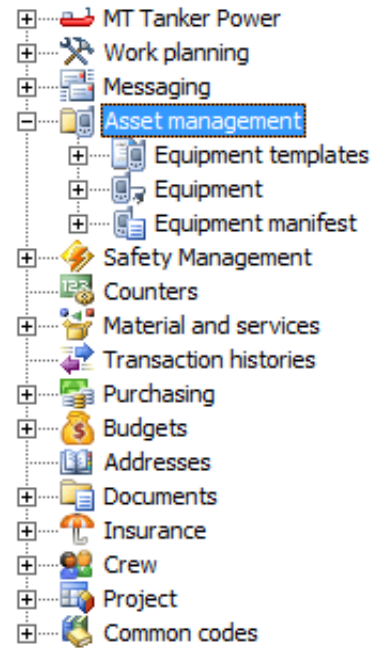 MT Tanker Power
Work planning
Messaging
Asset management
Equipment templates
Equipment
Equipment manifest
Safety Management
Counters
Material and services
Transaction histories
Purchasing
Budgets
Addresses
Documents
Insurance
Crew
Project
Common codes